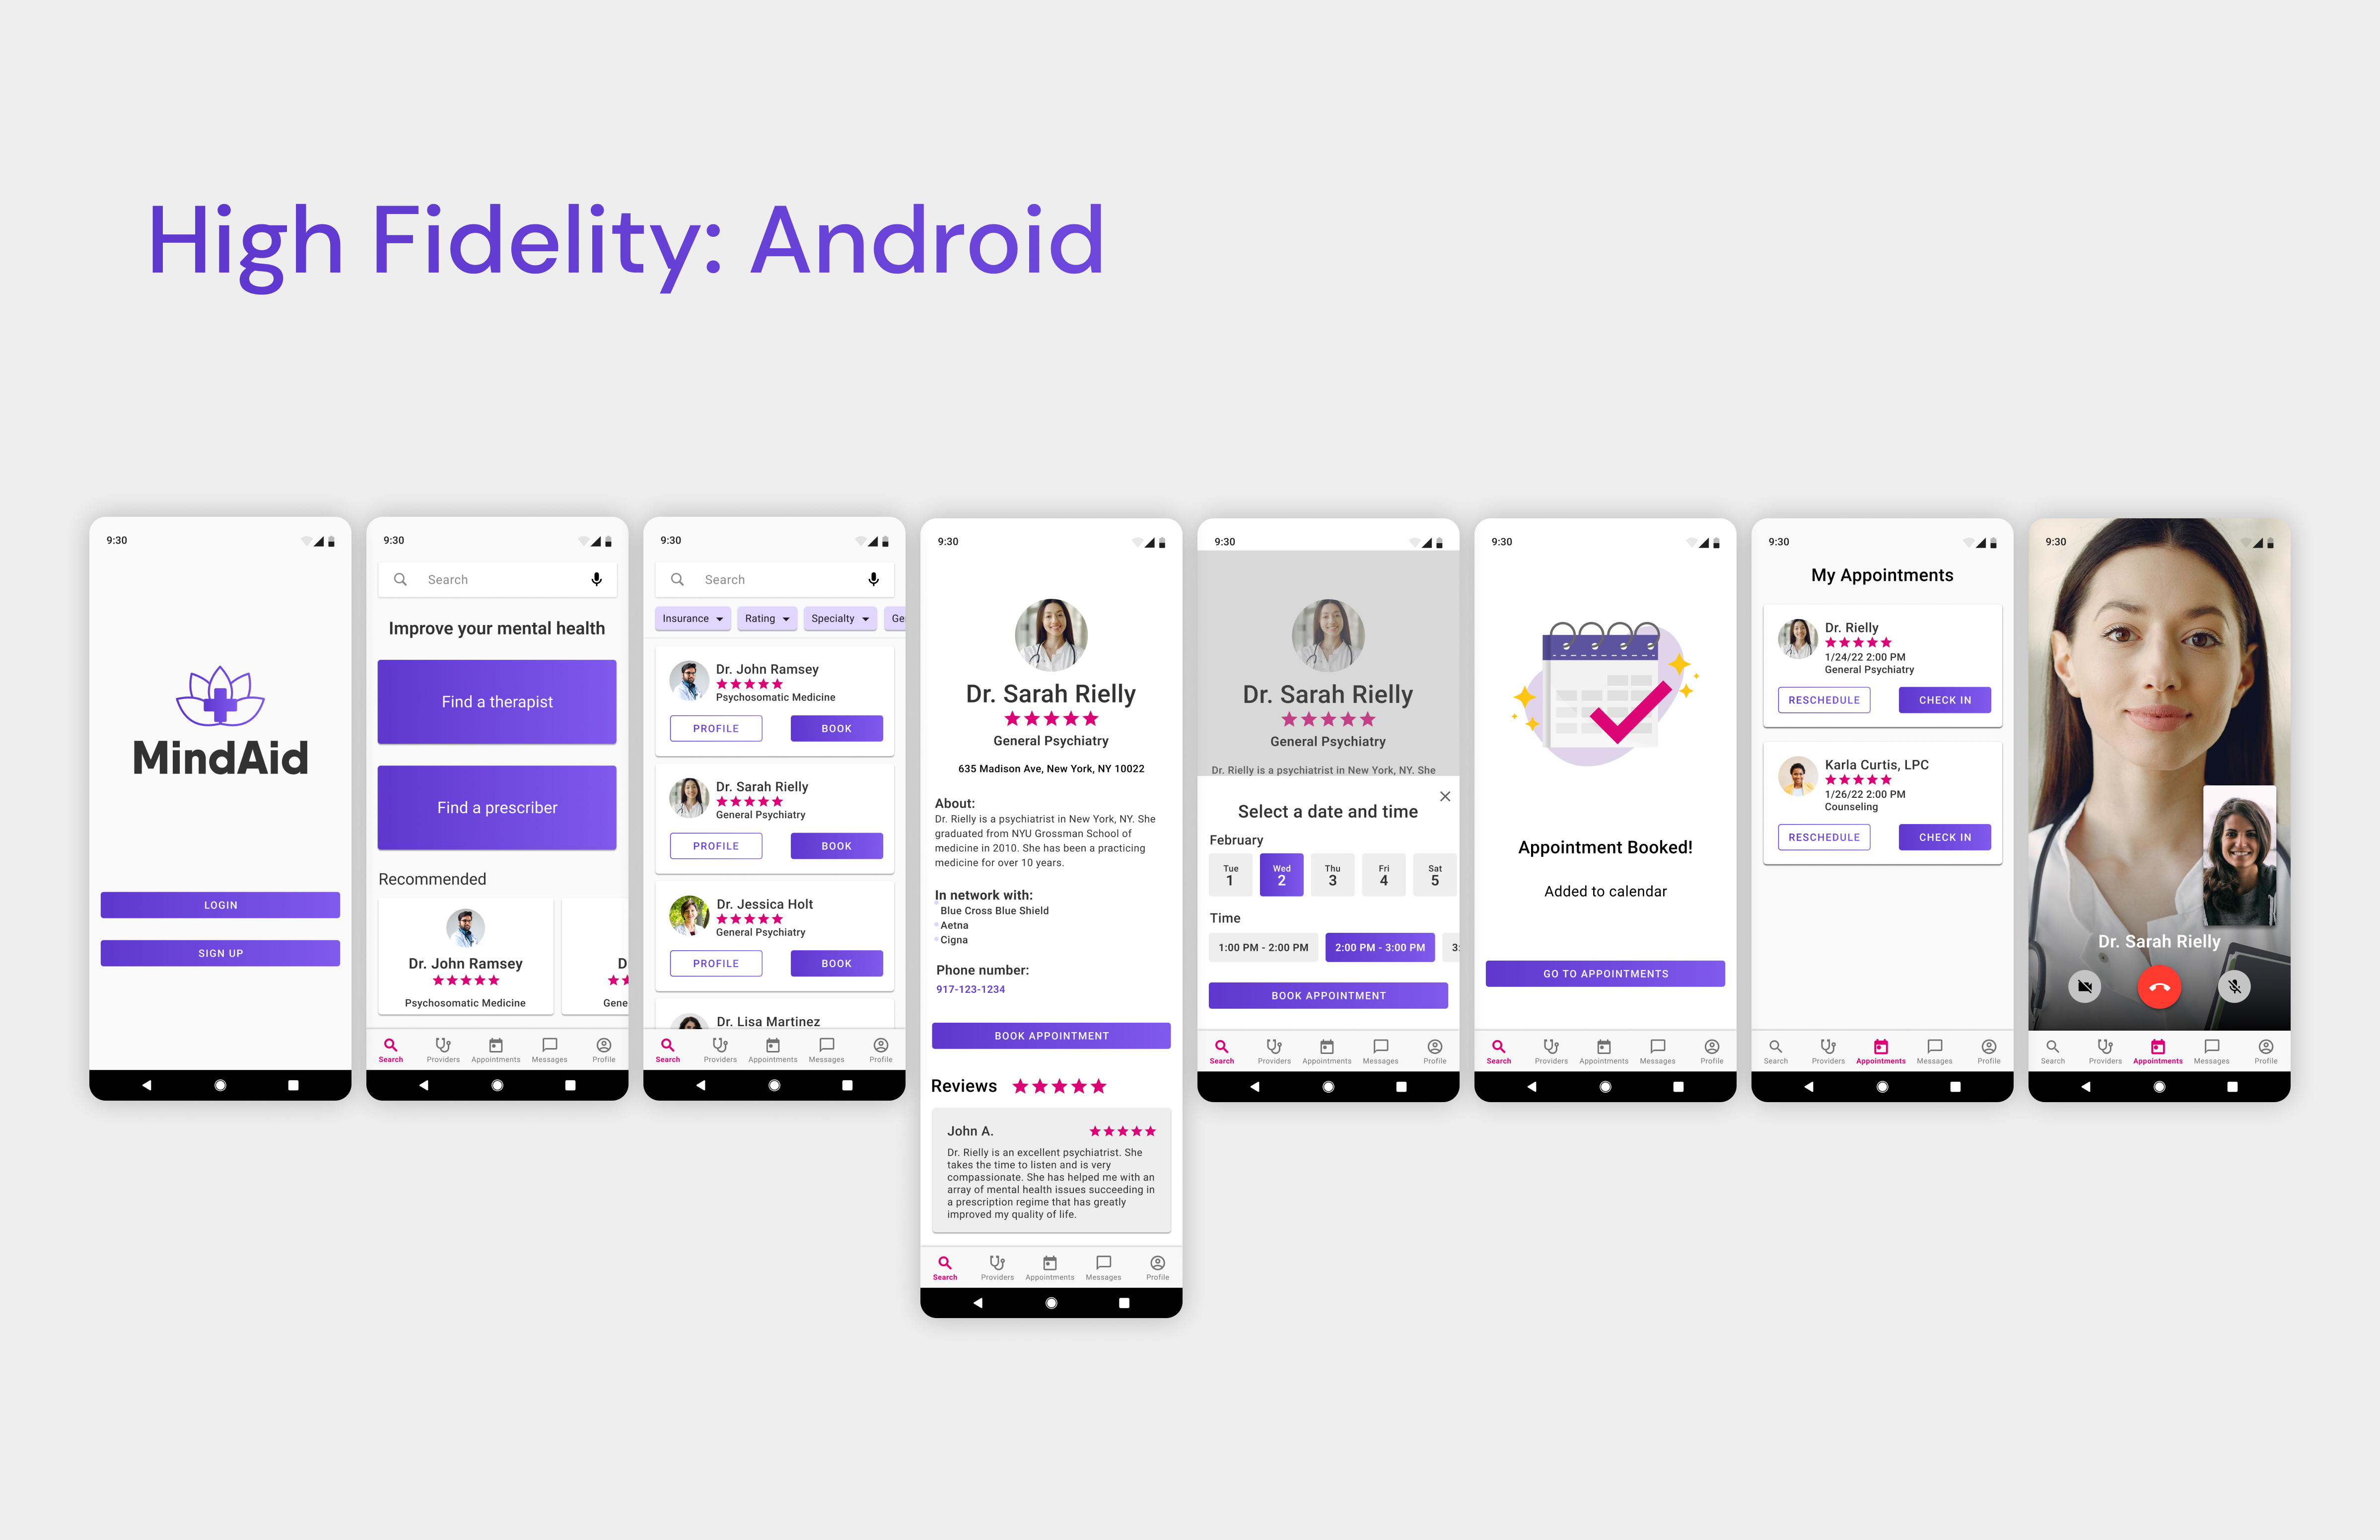 High Fidelity: Android
9:30
MindAid
LOGIN
SIGN UP
9:30
Search
Improve your mental health
Find a therapist
Find a prescriber
Recommended
Dr. John Ramsey
Psychosomatic Medicine
D
Gene
Search Providers Appointments Messages Profile
9:30
Search
Insurance Rating Specialty Ge
Dr. John Ramsey
Psychosomatic Medicine
PROFILE BOOK
Dr. Sarah Rielly
General Psychiatry
PROFILE BOOK
Dr. Jessica Holt
General Psychiatry
PROFILE BOOK
Dr. Lisa Martinez
Search Providers Appointments Messages Profile
9:30
Dr. Sarah Rielly
General Psychiatry
635 Madison Ave, New York, NY 10022
About:
Dr. Rielly is a psychiatrist in New York, NY. She
graduated from NYU Grossman School of
medicine in 2010. She has been a practicing
medicine for over 10 years.
In network with:
Blue Cross Blue Shield
Aetna
Cigna
Phone number:
917-123-1234
BOOK APPOINTMENT
Reviews
John A.
Dr. Rielly is an excellent psychiatrist. She
takes the time to listen and is very
compassionate. She has helped me with an
array of mental health issues succeeding in
a prescription regime that has greatly
improved my quality of life.
Search Providers Appointments Messages Profile
9:30
Dr. Sarah Rielly
General Psychiatry
Dr. Rielly is a psychiatrist in New York, NY. She
Select a date and time
February
Tue Wed Thu Fri Sat
1 2 3 4 5
Time
1:00 PM - 2:00 PM 2:00 PM - 3:00 PM 3:
BOOK APPOINTMENT
Search Providers Appointments Messages Profile
9:30
Appointment Booked!
Added to calendar
GO TO APPOINTMENTS
Search Providers Appointments Messages Profile
9:30
My Appointments
Dr. Rielly
1/24/22 2:00 PM
General Psychiatry
RESCHEDULE CHECK IN
Karla Curtis, LPC
1/26/22 2:00 PM
Counseling
RESCHEDULE CHECK IN
Search Providers Appointments Messages Profile
9:30
Dr. Sarah Rielly
Search Providers Appointments Messages Profile